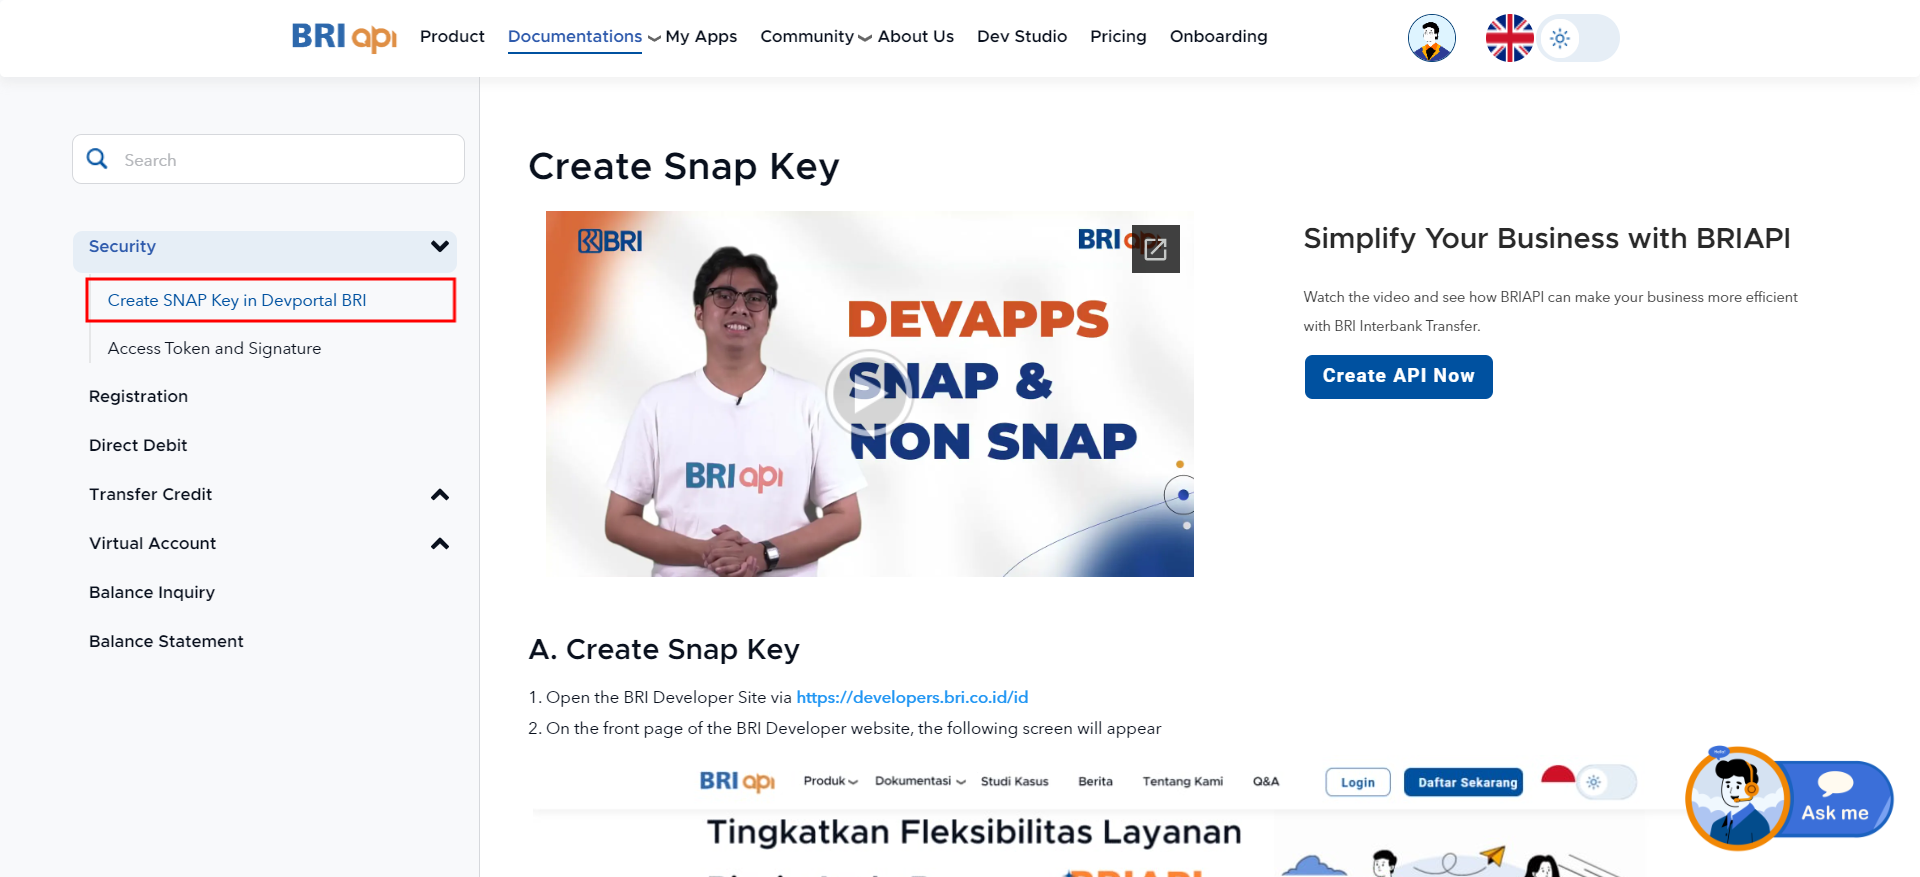 BRI api Product Documentations My Apps Community About Us Dev Studio Pricing Onboarding
Search
Security
Create SNAP Key in Devportal BRI
Access Token and Signature
Registration
Direct Debit
Transfer Credit
Virtual Account
Balance Inquiry
Balance Statement
Create Snap Key
BRI
BRI api
DEVAPPS
SNAP &
NON SNAP
BRI api
Simplify Your Business with BRIAPI
Watch the video and see how BRIAPI can make your business more efficient
with BRI Interbank Transfer.
Create API Now
A. Create Snap Key
1. Open the BRI Developer Site via https://developers.bri.co.id/id
2. On the front page of the BRI Developer website, the following screen will appear
BRI api Produk Dokumentasi Studi Kasus Berita Tentang Kami Q&A Login Daftar Sekarang
Tingkatkan Fleksibilitas Layanan
BRIAPI
Ask me